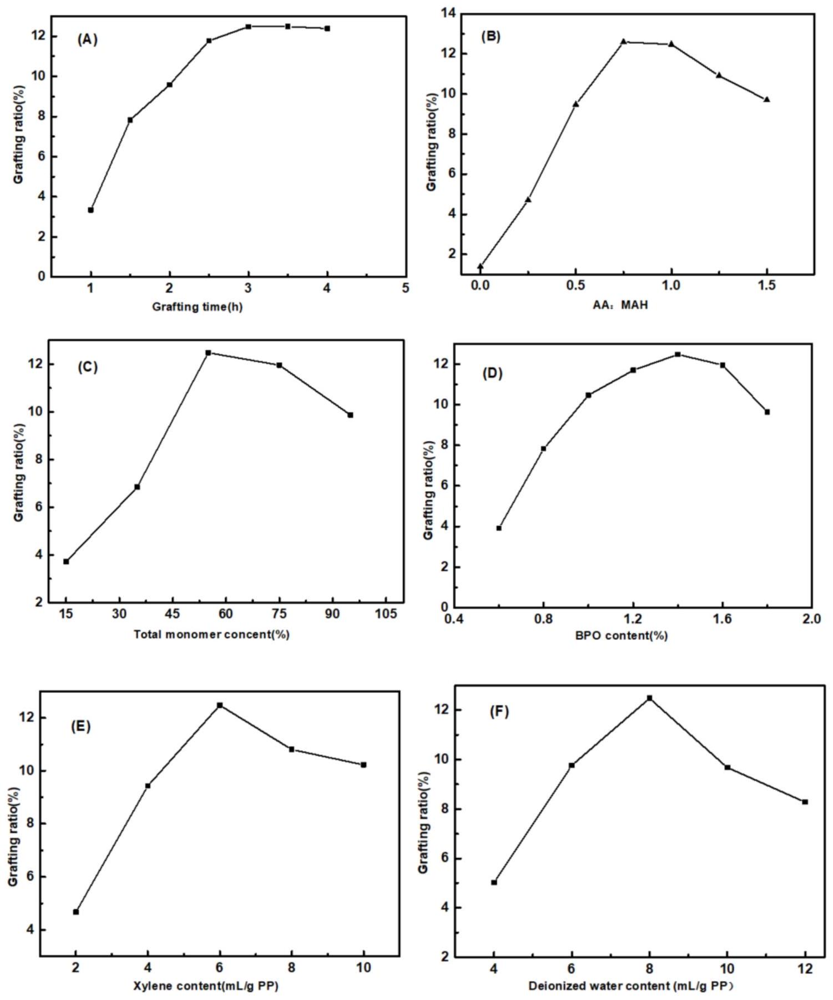 (A)
Grafting ratio(%)
12
10
8
6
4
2
0
1 2 3 4 5
Grafting time(h)
(B)
Grafting ratio(%)
14
12
10
8
6
4
2
0.0 0.5 1.0 1.5
AA：MAH
(C)
Grafting ratio(%)
12
10
8
6
4
2
15 30 45 60 75 90 105
Total monomer concent(%)
(D)
Grafting ratio(%)
12
10
8
6
4
2
0
0.4 0.8 1.2 1.6 2.0
BPO content(%)
(E)
Grafting ratio(%)
12
10
8
6
4
2 4 6 8 10
Xylene content(mL/g PP)
(F)
Grafting ratio(%)
12
10
8
6
4
2
4 6 8 10 12
Deionized water content (mL/g PP）